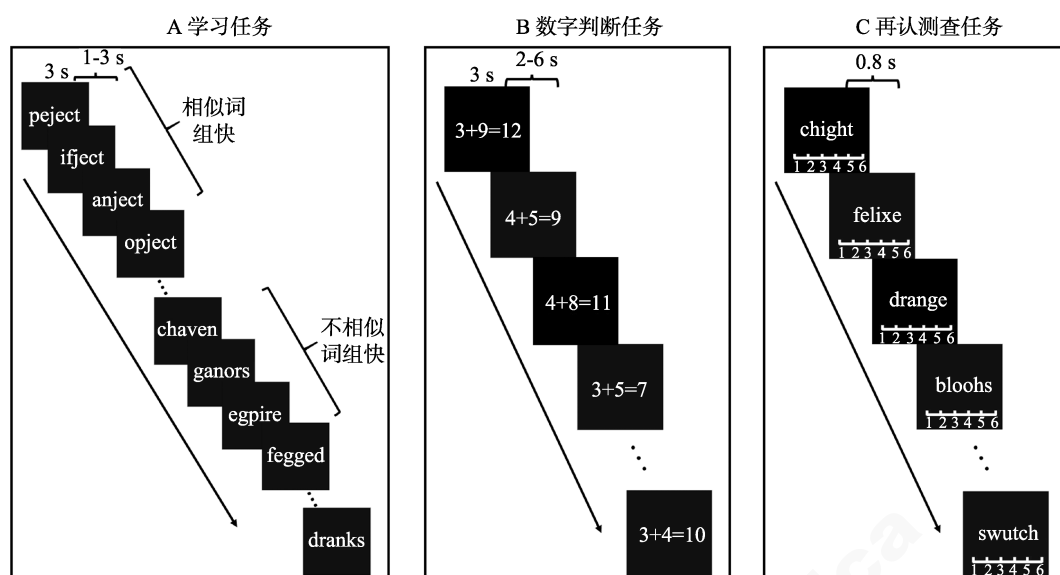 A 学习任务
3 s
1-3 s
peject
ifject
anject
opject
相似词
组快
chaven
ganors
egpire
fegged
不相似
词组快
dranks
B 数字判断任务
3 s
2-6 s
3+9=12
4+5=9
4+8=11
3+5=7
3+4=10
C 再认测查任务
0.8 s
chight
1 2 3 4 5 6
felixe
1 2 3 4 5 6
drange
1 2 3 4 5 6
bloohs
1 2 3 4 5 6
swutch
1 2 3 4 5 6